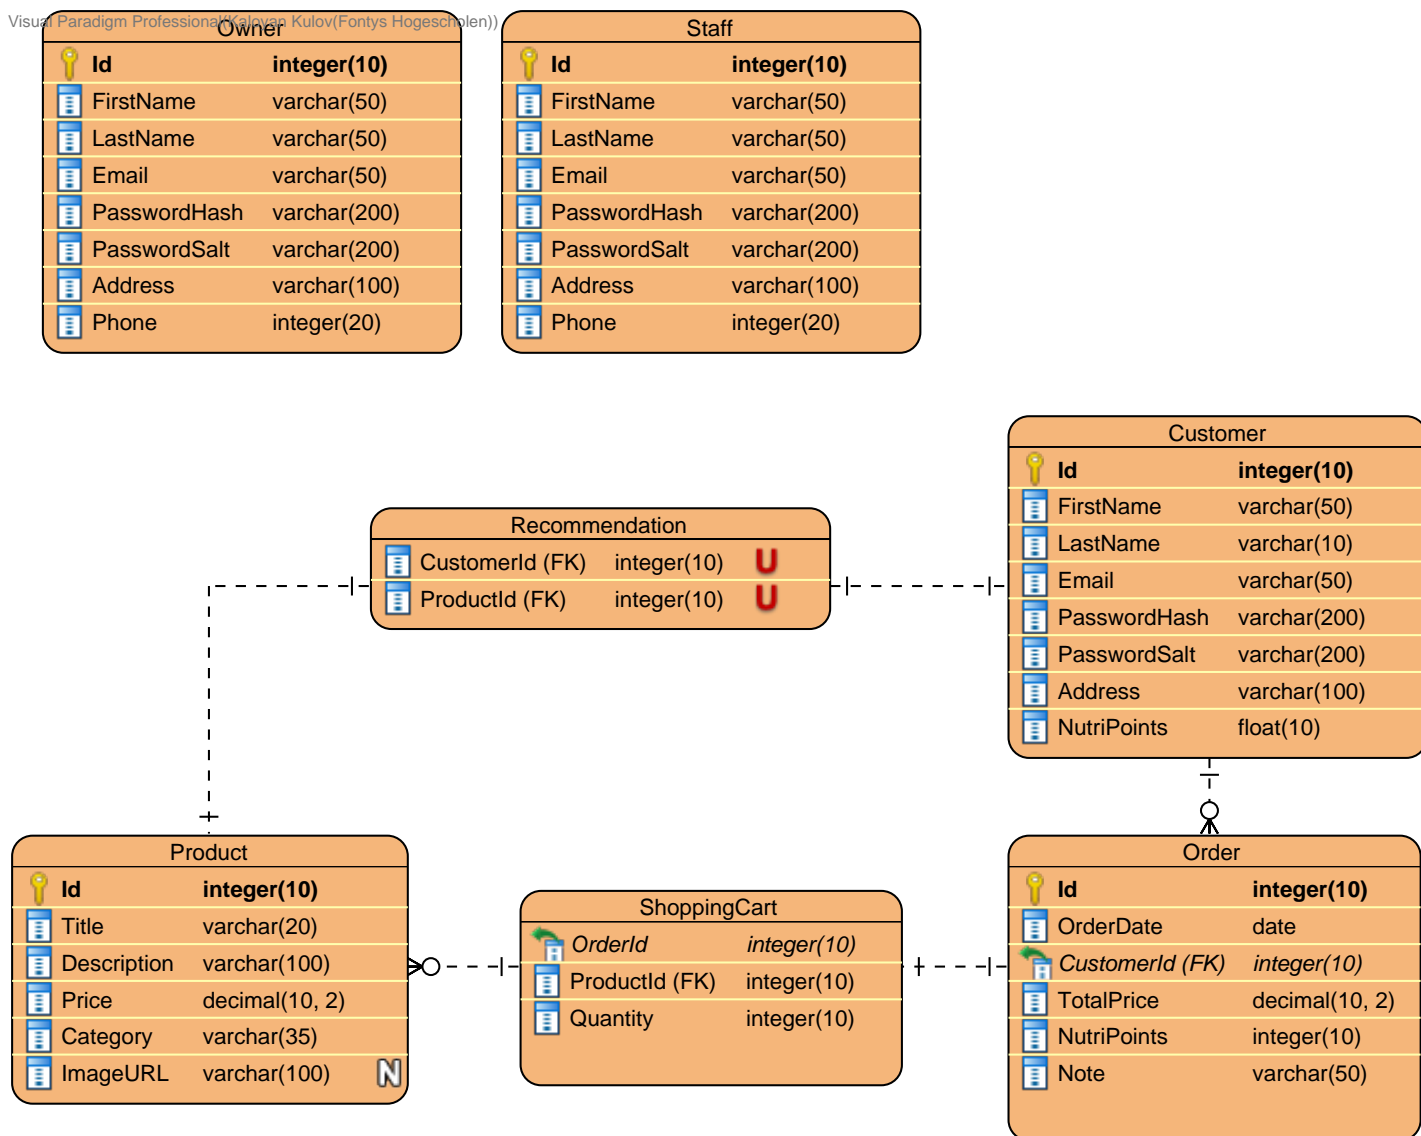 Visual Paradigm Professional(Kaloyan Kulov(Fontys Hogescholen))
Owner
Id integer(10)
FirstName varchar(50)
LastName varchar(50)
Email varchar(50)
PasswordHash varchar(200)
PasswordSalt varchar(200)
Address varchar(100)
Phone integer(20)
Staff
Id integer(10)
FirstName varchar(50)
LastName varchar(50)
Email varchar(50)
PasswordHash varchar(200)
PasswordSalt varchar(200)
Address varchar(100)
Phone integer(20)
Customer
Id integer(10)
FirstName varchar(50)
LastName varchar(10)
Email varchar(50)
PasswordHash varchar(200)
PasswordSalt varchar(200)
Address varchar(100)
NutriPoints float(10)
Recommendation
CustomerId (FK) integer(10) U
ProductId (FK) integer(10) U
Product
Id integer(10)
Title varchar(20)
Description varchar(100)
Price decimal(10, 2)
Category varchar(35)
ImageURL varchar(100) N
ShoppingCart
OrderId integer(10)
ProductId (FK) integer(10)
Quantity integer(10)
Order
Id integer(10)
OrderDate date
CustomerId (FK) integer(10)
TotalPrice decimal(10, 2)
NutriPoints integer(10)
Note varchar(50)